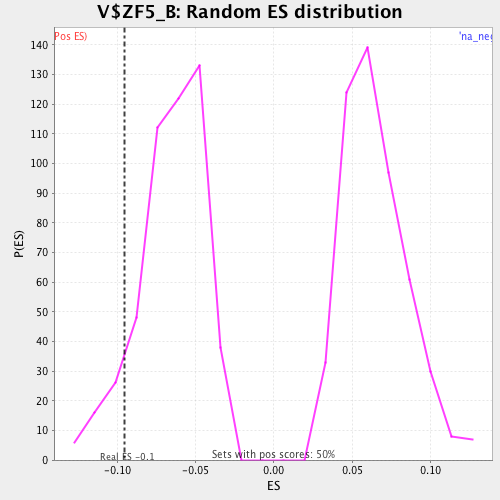 V$ZF5_B: Random ES distribution
Pos ES)
'na_neg
140
130
120
110
100
90
80
70
60
50
40
30
20
10
0
P(ES)
Real ES -0.1
Sets with pos scores: 50%
-0.10
-0.05
0.00
0.05
0.10
ES